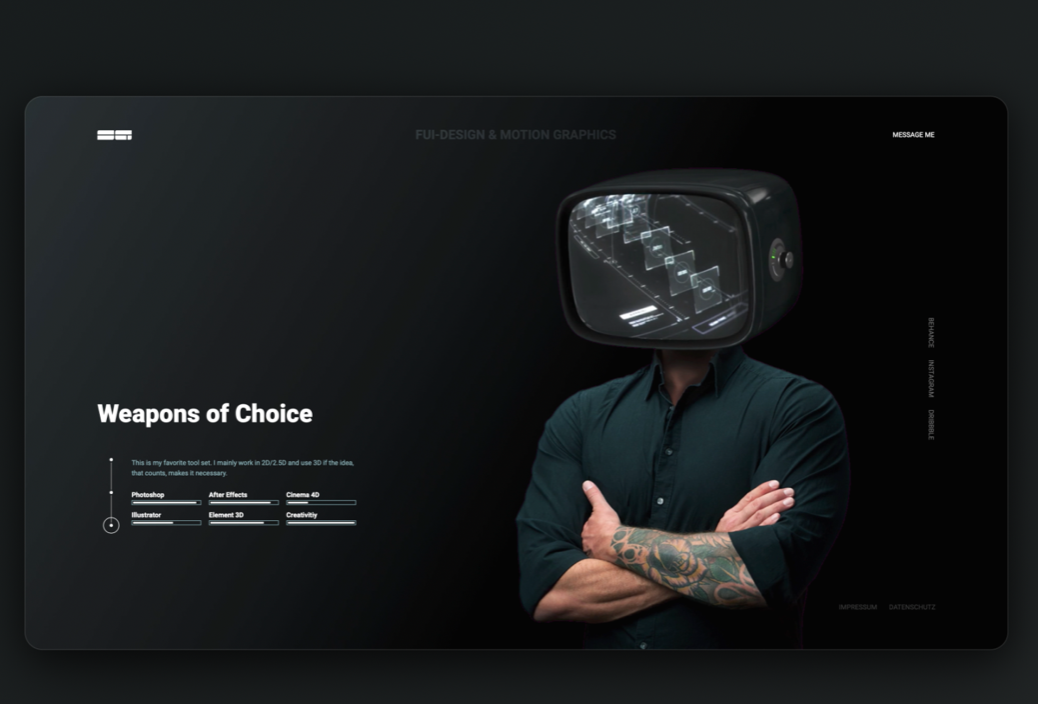 FUI-DESIGN & MOTION GRAPHICS
MESSAGE ME
BEHANCE INSTAGRAM DRIBBBLE
Weapons of Choice
This is my favorite tool set. I mainly work in 2D/2.5D and use 3D if the idea,
that counts, makes it necessary.
Photoshop After Effects Cinema 4D
Illustrator Element 3D Creativitiy
IMPRESSUM DATENSCHUTZ